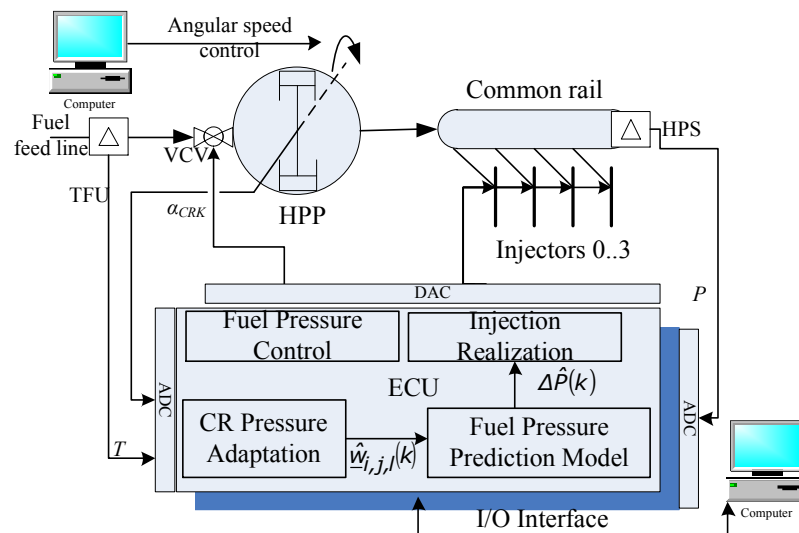 Angular speed
control
Computer
Fuel
feed line
Δ
VCV
TFU
α_CRK
HPP
Common rail
Δ
HPS
Injectors 0..3
P
DAC
Fuel Pressure
Control
Injection
Realization
ADC
ECU
ΔP̂(k)
CR Pressure
Adaptation
ŵ̲_i,j,l(k)
Fuel Pressure
Prediction Model
ADC
T
I/O Interface
Computer